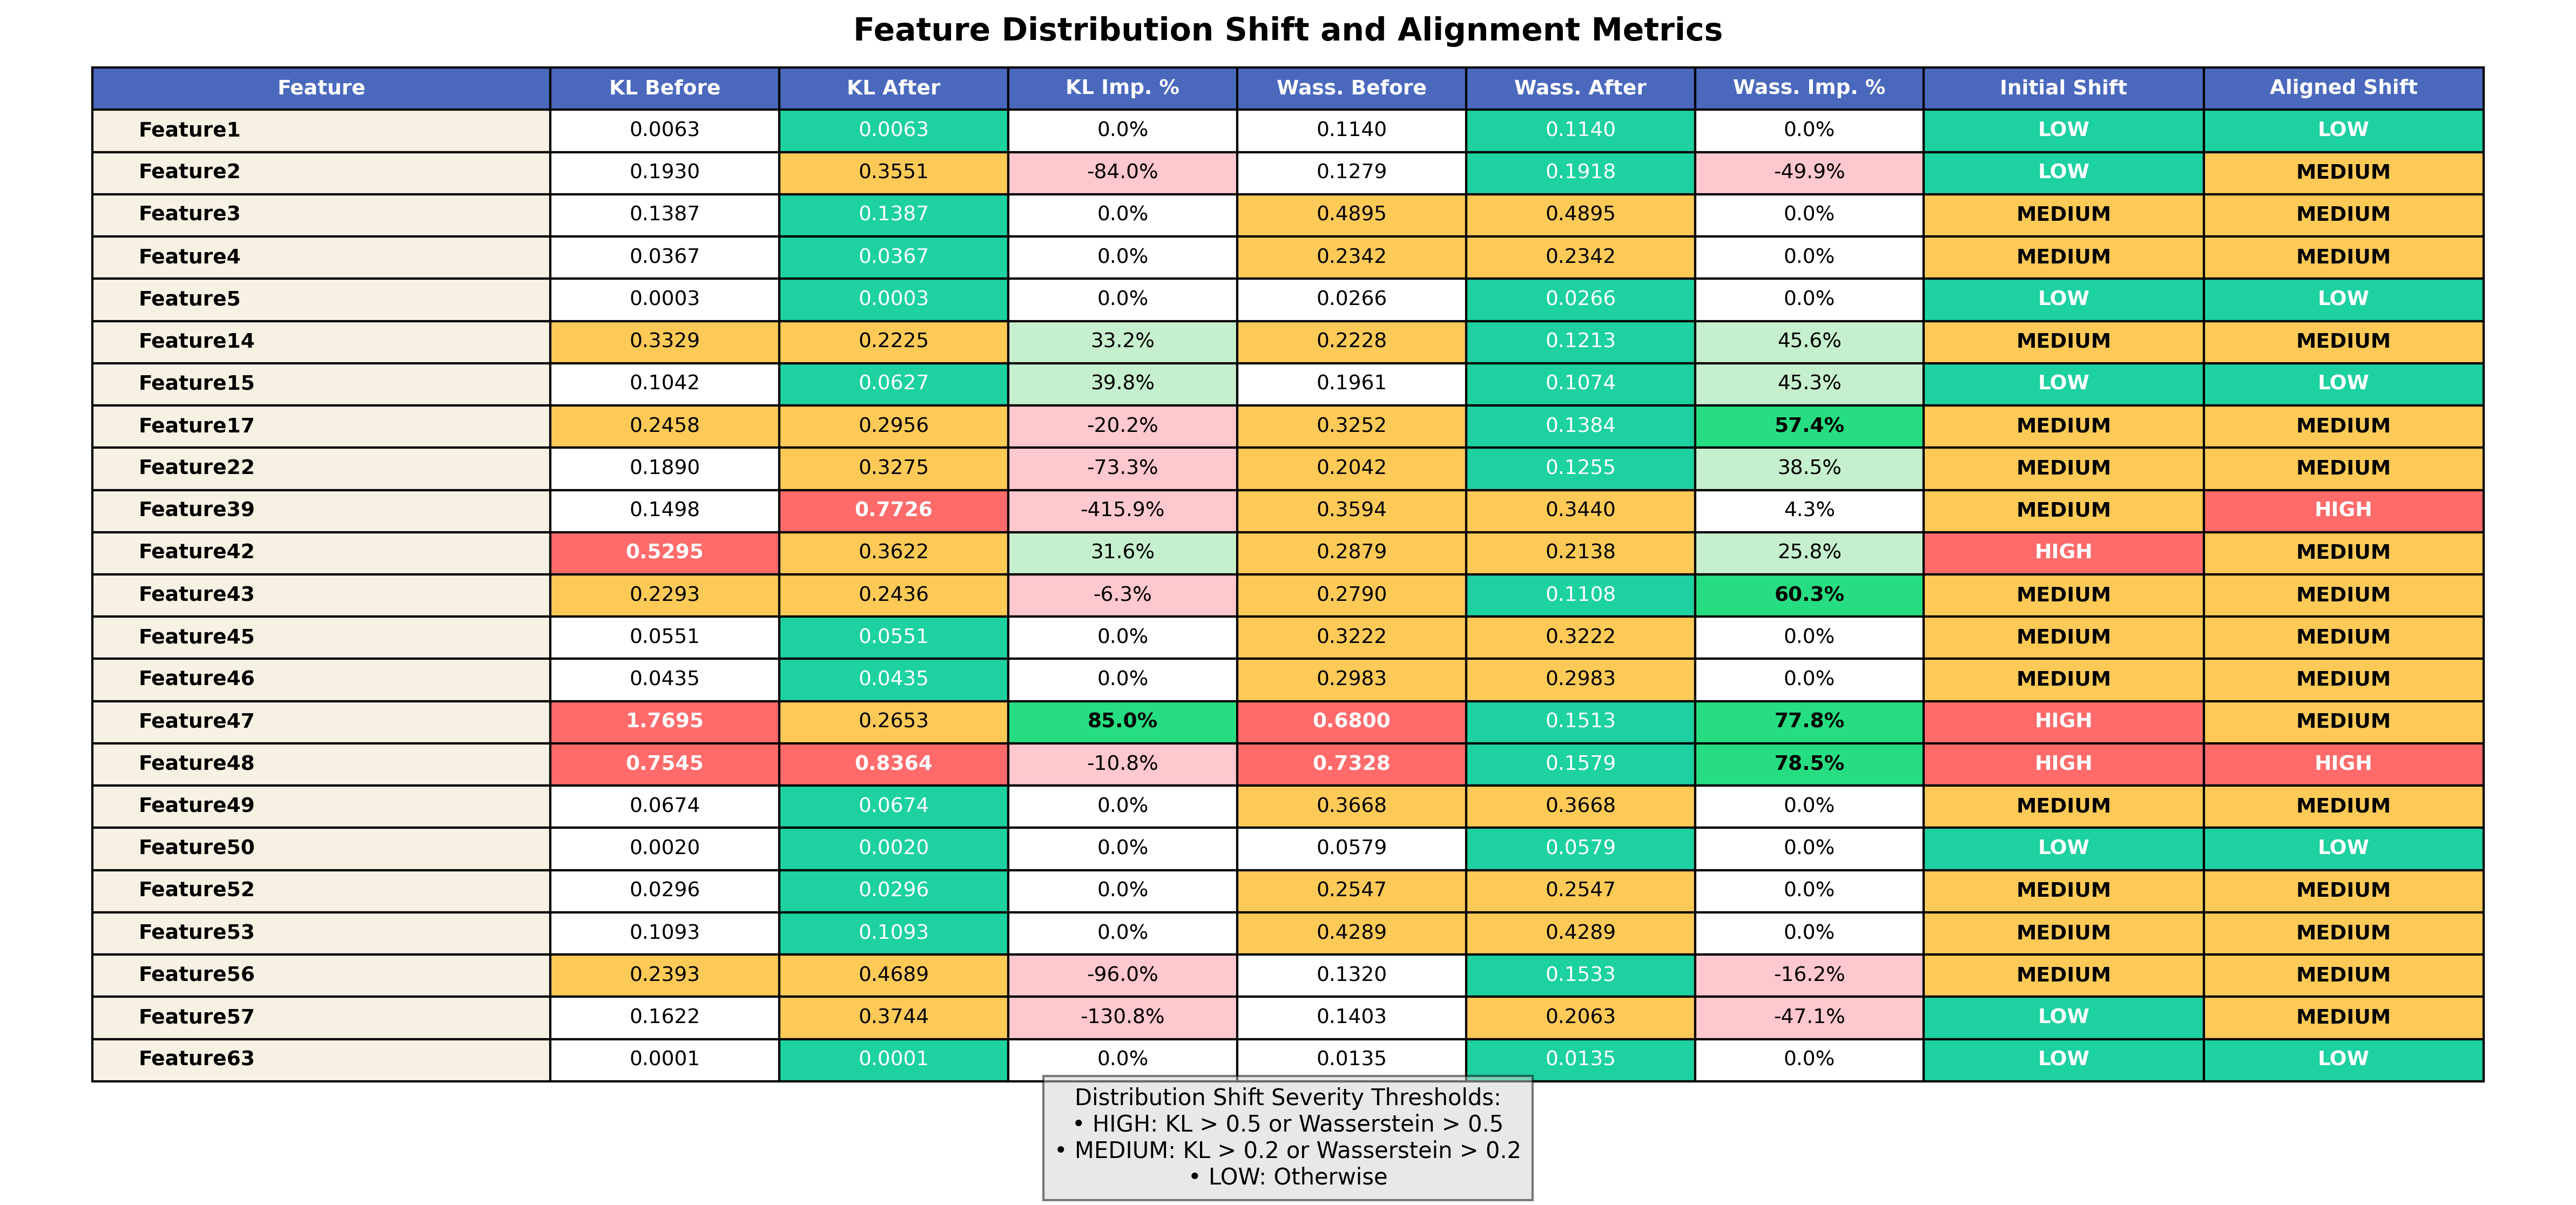 Feature Distribution Shift and Alignment Metrics
Feature KL Before KL After KL Imp. % Wass. Before Wass. After Wass. Imp. % Initial Shift Aligned Shift
Feature1 0.0063 0.0063 0.0% 0.1140 0.1140 0.0% LOW LOW
Feature2 0.1930 0.3551 -84.0% 0.1279 0.1918 -49.9% LOW MEDIUM
Feature3 0.1387 0.1387 0.0% 0.4895 0.4895 0.0% MEDIUM MEDIUM
Feature4 0.0367 0.0367 0.0% 0.2342 0.2342 0.0% MEDIUM MEDIUM
Feature5 0.0003 0.0003 0.0% 0.0266 0.0266 0.0% LOW LOW
Feature14 0.3329 0.2225 33.2% 0.2228 0.1213 45.6% MEDIUM MEDIUM
Feature15 0.1042 0.0627 39.8% 0.1961 0.1074 45.3% LOW LOW
Feature17 0.2458 0.2956 -20.2% 0.3252 0.1384 57.4% MEDIUM MEDIUM
Feature22 0.1890 0.3275 -73.3% 0.2042 0.1255 38.5% MEDIUM MEDIUM
Feature39 0.1498 0.7726 -415.9% 0.3594 0.3440 4.3% MEDIUM HIGH
Feature42 0.5295 0.3622 31.6% 0.2879 0.2138 25.8% HIGH MEDIUM
Feature43 0.2293 0.2436 -6.3% 0.2790 0.1108 60.3% MEDIUM MEDIUM
Feature45 0.0551 0.0551 0.0% 0.3222 0.3222 0.0% MEDIUM MEDIUM
Feature46 0.0435 0.0435 0.0% 0.2983 0.2983 0.0% MEDIUM MEDIUM
Feature47 1.7695 0.2653 85.0% 0.6800 0.1513 77.8% HIGH MEDIUM
Feature48 0.7545 0.8364 -10.8% 0.7328 0.1579 78.5% HIGH HIGH
Feature49 0.0674 0.0674 0.0% 0.3668 0.3668 0.0% MEDIUM MEDIUM
Feature50 0.0020 0.0020 0.0% 0.0579 0.0579 0.0% LOW LOW
Feature52 0.0296 0.0296 0.0% 0.2547 0.2547 0.0% MEDIUM MEDIUM
Feature53 0.1093 0.1093 0.0% 0.4289 0.4289 0.0% MEDIUM MEDIUM
Feature56 0.2393 0.4689 -96.0% 0.1320 0.1533 -16.2% MEDIUM MEDIUM
Feature57 0.1622 0.3744 -130.8% 0.1403 0.2063 -47.1% LOW MEDIUM
Feature63 0.0001 0.0001 0.0% 0.0135 0.0135 0.0% LOW LOW
Distribution Shift Severity Thresholds:
• HIGH: KL > 0.5 or Wasserstein > 0.5
• MEDIUM: KL > 0.2 or Wasserstein > 0.2
• LOW: Otherwise